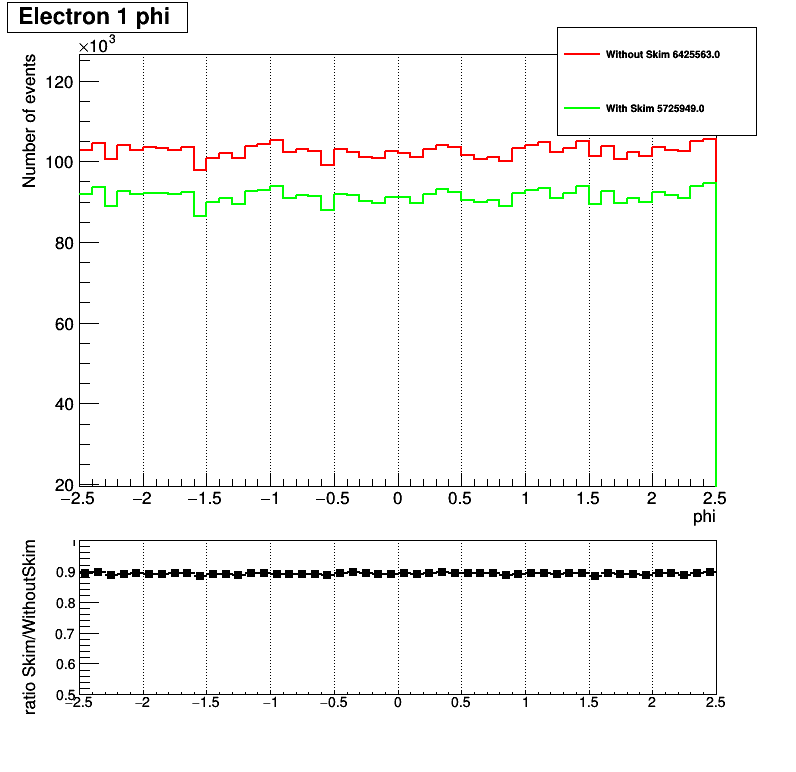 Electron 1 phi
×10³
Number of events
Without Skim 6425563.0
With Skim 5725949.0
120
100
80
60
40
20
−2.5 −2 −1.5 −1 −0.5 0 0.5 1 1.5 2 2.5
phi
ratio Skim/WithoutSkim
1
0.9
0.8
0.7
0.6
0.5
−2.5 −2 −1.5 −1 −0.5 0 0.5 1 1.5 2 2.5